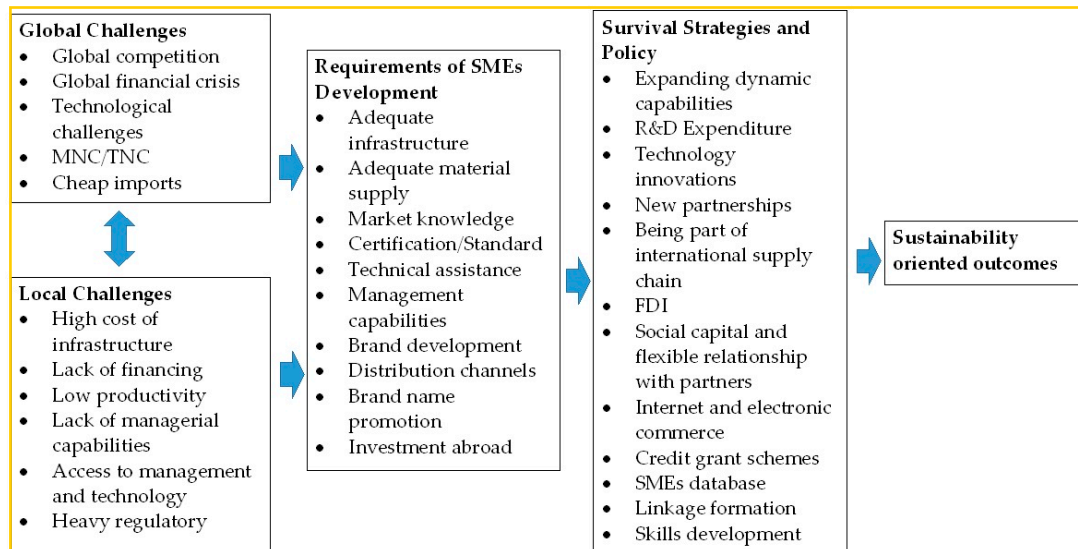 Global Challenges
• Global competition
• Global financial crisis
• Technological
challenges
• MNC/TNC
• Cheap imports
Local Challenges
• High cost of
infrastructure
• Lack of financing
• Low productivity
• Lack of managerial
capabilities
• Access to management
and technology
• Heavy regulatory
Requirements of SMEs
Development
• Adequate
infrastructure
• Adequate material
supply
• Market knowledge
• Certification/Standard
• Technical assistance
• Management
capabilities
• Brand development
• Distribution channels
• Brand name
promotion
• Investment abroad
Survival Strategies and
Policy
• Expanding dynamic
capabilities
• R&D Expenditure
• Technology
innovations
• New partnerships
• Being part of
international supply
chain
• FDI
• Social capital and
flexible relationship
with partners
• Internet and electronic
commerce
• Credit grant schemes
• SMEs database
• Linkage formation
• Skills development
Sustainability
oriented outcomes